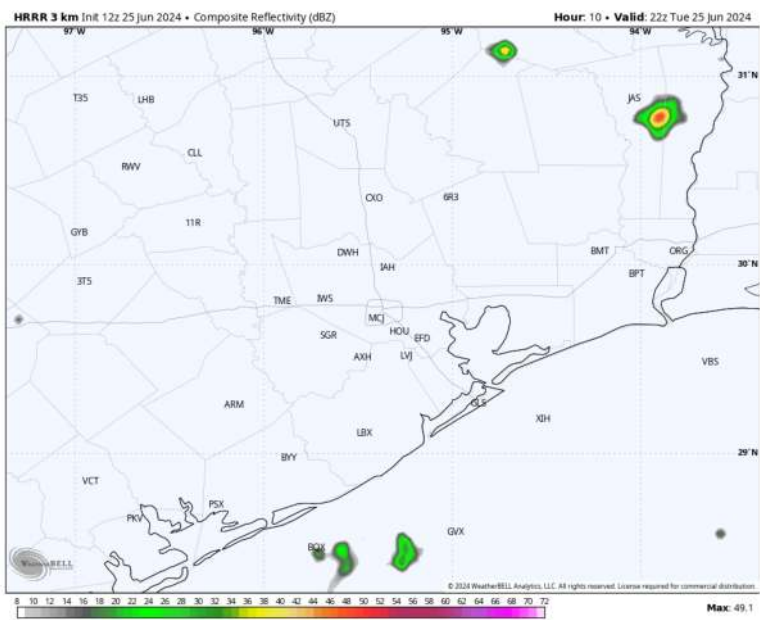 HRRR 3 km Init 12z 25 Jun 2024 • Composite Reflectivity (dBZ)
Hour: 10 • Valid: 22z Tue 25 Jun 2024
97°W 96°W 95°W 94°W
31°N
T35 LHB JAS
UTS
CLL
RWV
CXO 6R3
11R
GYB
DWH BMT ORG
IAH 30°N
BPT
3T5
TME IWS
MCJ
SGR HOU EFD
AXH LVJ
VBS
ARM GLS
XIH
LBX
29°N
BYY
VCT
PSX
PKV
GVX
BQX
WeatherBELL
© 2024 WeatherBELL Analytics, LLC. All rights reserved. License required for commercial distribution.
8 10 12 14 16 18 20 22 24 26 28 30 32 34 36 38 40 42 44 46 48 50 52 54 56 58 60 62 64 66 68 70 72
Max: 49.1